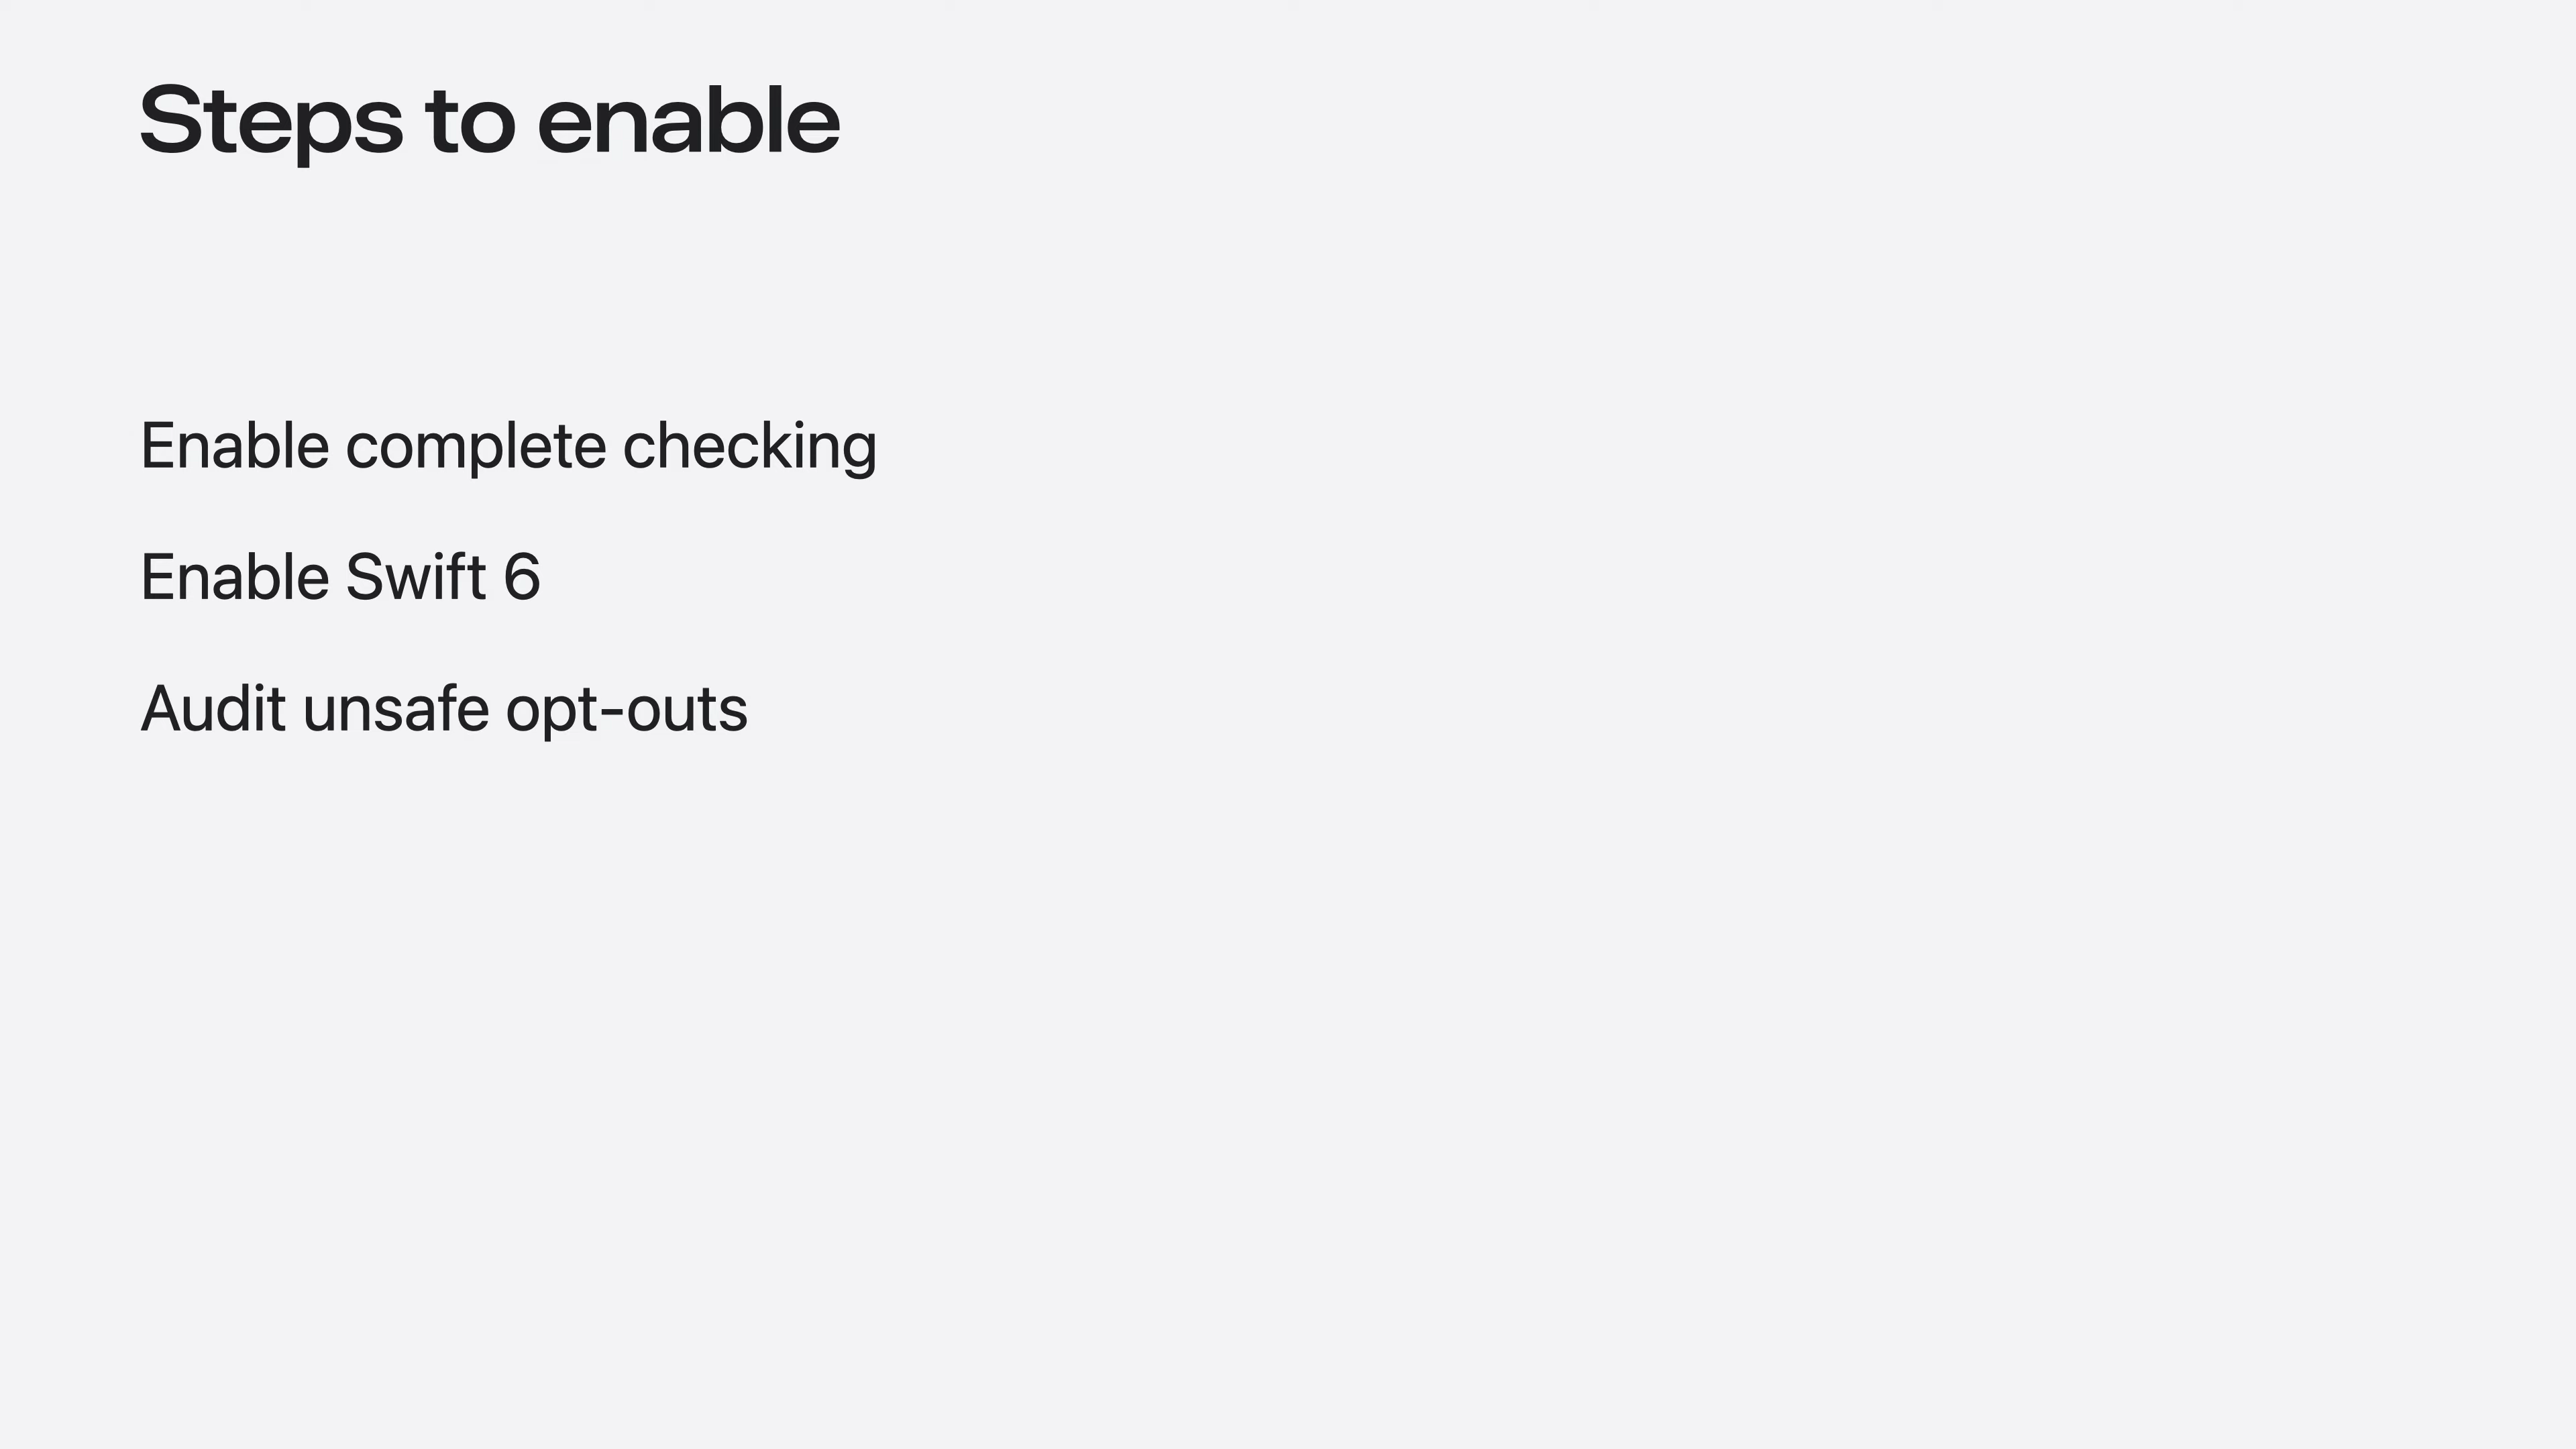 Steps to enable
Enable complete checking
Enable Swift 6
Audit unsafe opt-outs